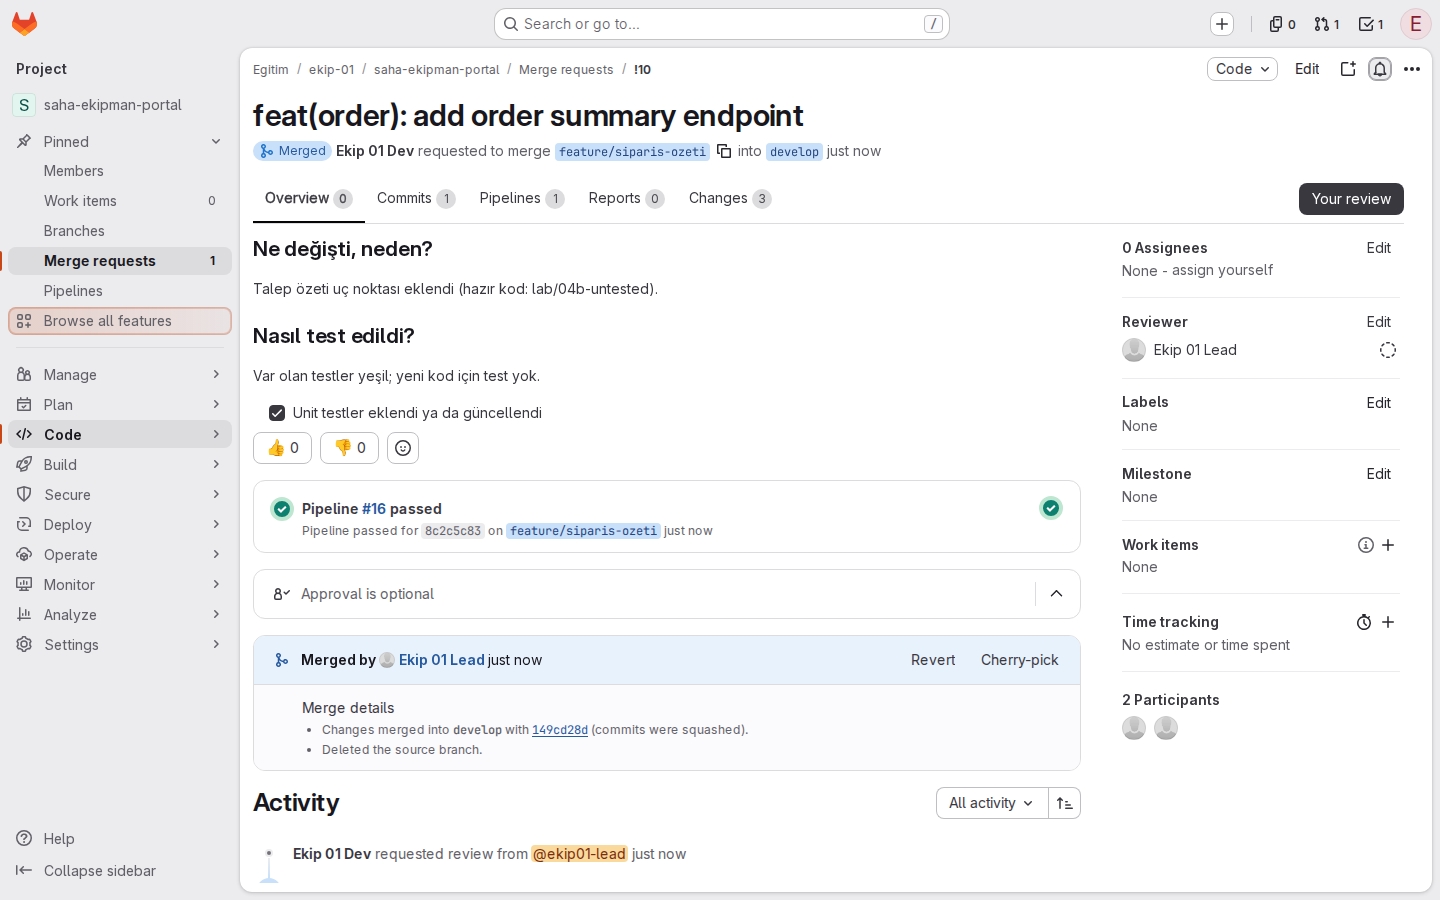 Search or go to...
/
0
1
1
E
Project
S
saha-ekipman-portal
Pinned
Members
Work items
0
Branches
Merge requests
1
Pipelines
Browse all features
Manage
Plan
Code
Build
Secure
Deploy
Operate
Monitor
Analyze
Settings
Help
Collapse sidebar
Egitim / ekip-01 / saha-ekipman-portal / Merge requests / !10
Code
Edit
feat(order): add order summary endpoint
Merged Ekip 01 Dev requested to merge feature/siparis-ozeti into develop just now
Overview 0
Commits 1
Pipelines 1
Reports 0
Changes 3
Your review
Ne değişti, neden?
Talep özeti uç noktası eklendi (hazır kod: lab/04b-untested).
Nasıl test edildi?
Var olan testler yeşil; yeni kod için test yok.
Unit testler eklendi ya da güncellendi
👍 0
👎 0
Pipeline #16 passed
Pipeline passed for 8c2c5c83 on feature/siparis-ozeti just now
Approval is optional
Merged by Ekip 01 Lead just now
Revert
Cherry-pick
Merge details
• Changes merged into develop with 149cd28d (commits were squashed).
• Deleted the source branch.
Activity
All activity
Ekip 01 Dev requested review from @ekip01-lead just now
0 Assignees
Edit
None - assign yourself
Reviewer
Edit
Ekip 01 Lead
Labels
Edit
None
Milestone
Edit
None
Work items
None
Time tracking
No estimate or time spent
2 Participants